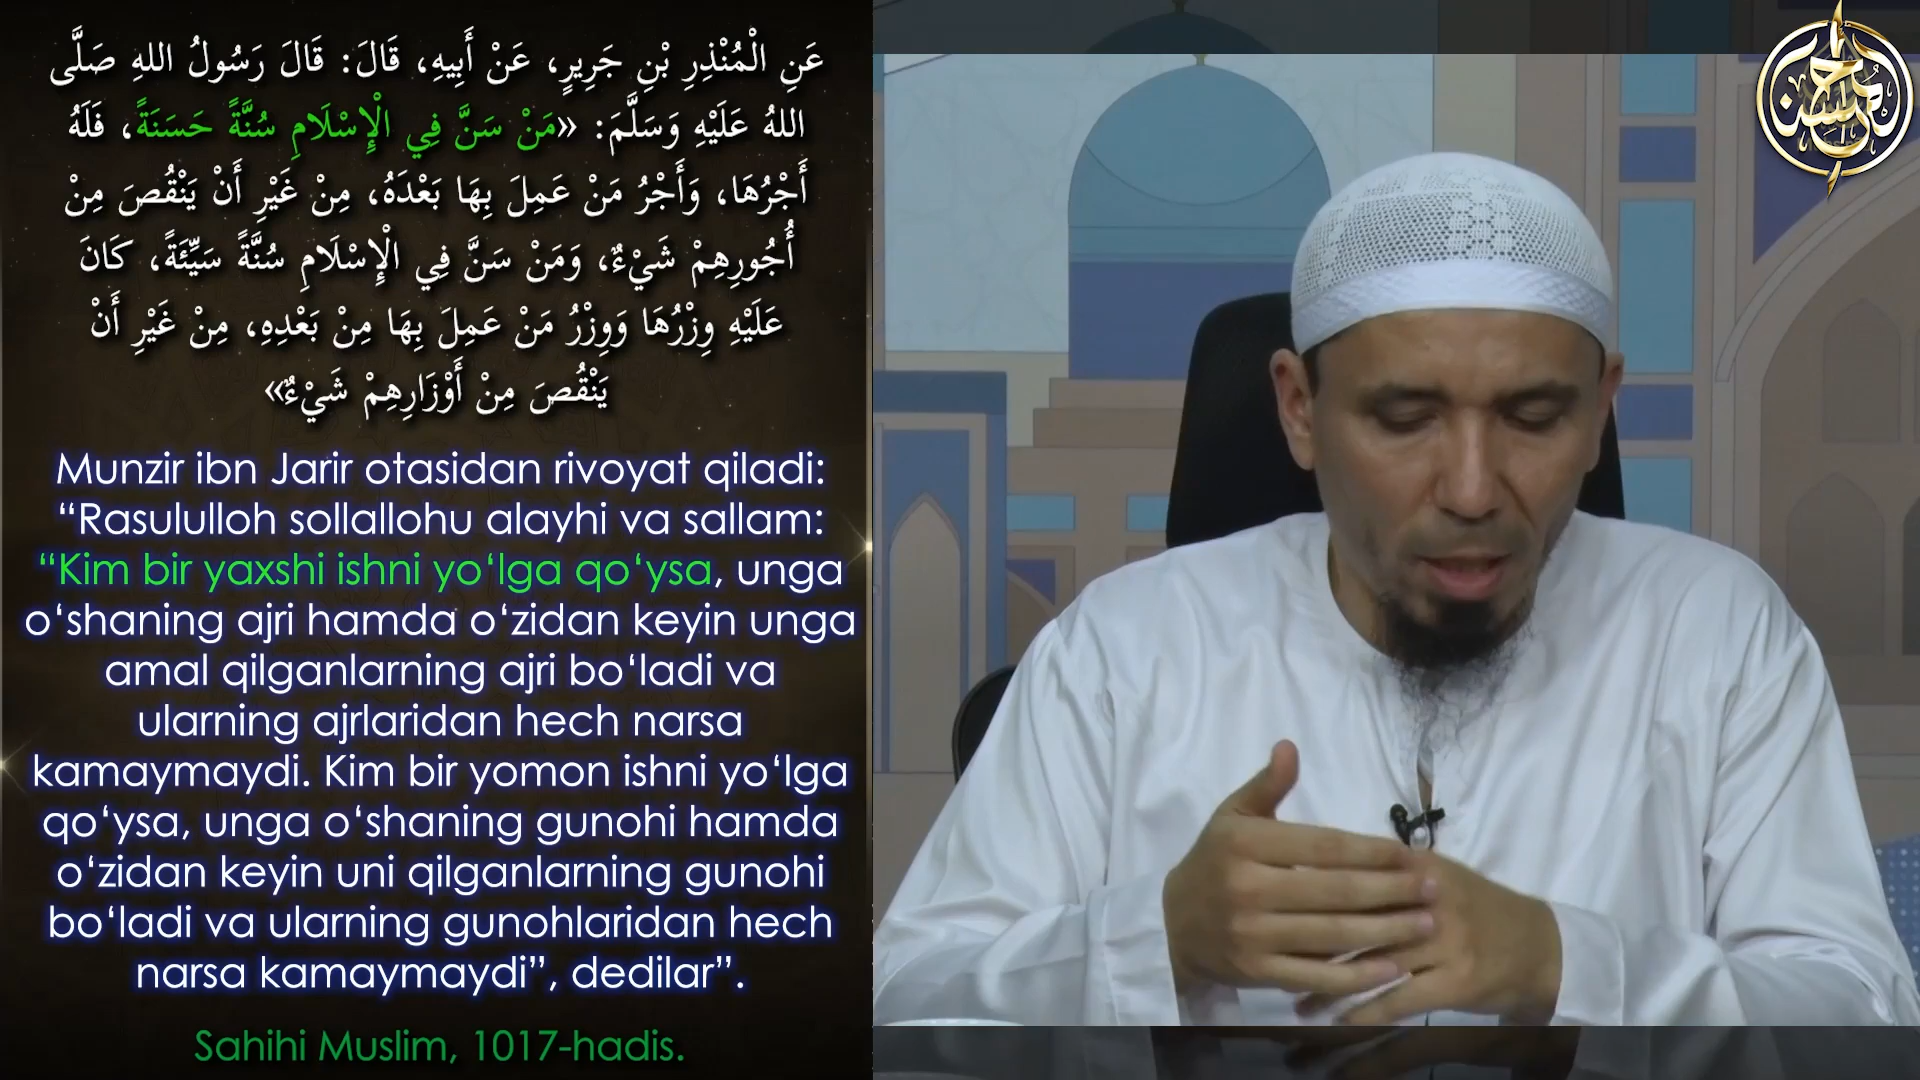 عَنِ الْمُنْذِرِ بْنِ جَرِيرٍ، عَنْ أَبِيهِ، قَالَ: قَالَ رَسُولُ اللهِ صَلَّى
اللهُ عَلَيْهِ وَسَلَّمَ: «مَنْ سَنَّ فِي الْإِسْلَامِ سُنَّةً حَسَنَةً، فَلَهُ
أَجْرُهَا، وَأَجْرُ مَنْ عَمِلَ بِهَا بَعْدَهُ، مِنْ غَيْرِ أَنْ يَنْقُصَ مِنْ
أُجُورِهِمْ شَيْءٌ، وَمَنْ سَنَّ فِي الْإِسْلَامِ سُنَّةً سَيِّئَةً، كَانَ
عَلَيْهِ وِزْرُهَا وَوِزْرُ مَنْ عَمِلَ بِهَا مِنْ بَعْدِهِ، مِنْ غَيْرِ أَنْ
يَنْقُصَ مِنْ أَوْزَارِهِمْ شَيْءٌ»
Munzir ibn Jarir otasidan rivoyat qiladi:
“Rasululloh sollallohu alayhi va sallam:
“Kim bir yaxshi ishni yo‘lga qo‘ysa, unga
o‘shaning ajri hamda o‘zidan keyin unga
amal qilganlarning ajri bo‘ladi va
ularning ajrlaridan hech narsa
kamaymaydi. Kim bir yomon ishni yo‘lga
qo‘ysa, unga o‘shaning gunohi hamda
o‘zidan keyin uni qilganlarning gunohi
bo‘ladi va ularning gunohlaridan hech
narsa kamaymaydi”, dedilar”.
Sahihi Muslim, 1017-hadis.